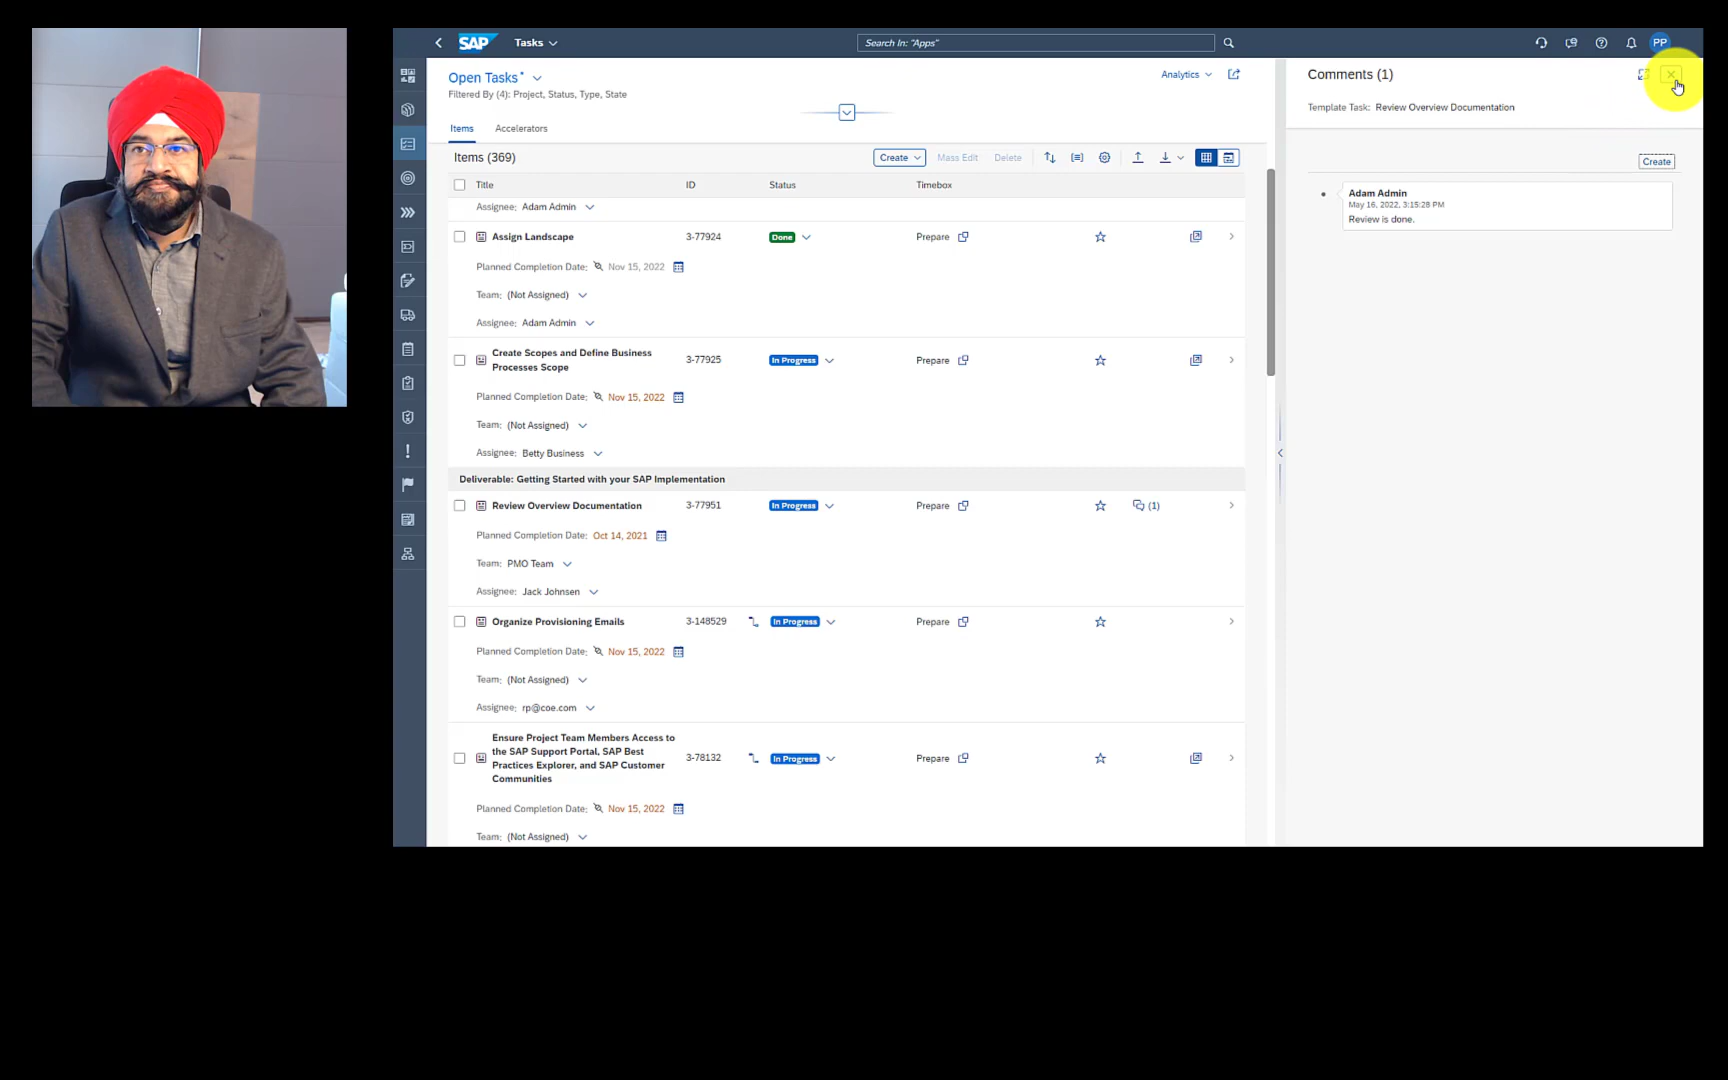 SAP Tasks Search In: "Apps" PP
Open Tasks*
Filtered By (4): Project, Status, Type, State
Analytics
Items Accelerators
Items (369) Create Mass Edit Delete
Title ID Status Timebox
Assignee: Adam Admin
Assign Landscape 3-77924 Done Prepare
Planned Completion Date: Nov 15, 2022
Team: (Not Assigned)
Assignee: Adam Admin
Create Scopes and Define Business
Processes Scope
3-77925 In Progress Prepare
Planned Completion Date: Nov 15, 2022
Team: (Not Assigned)
Assignee: Betty Business
Deliverable: Getting Started with your SAP Implementation
Review Overview Documentation 3-77951 In Progress Prepare (1)
Planned Completion Date: Oct 14, 2021
Team: PMO Team
Assignee: Jack Johnsen
Organize Provisioning Emails 3-148529 In Progress Prepare
Planned Completion Date: Nov 15, 2022
Team: (Not Assigned)
Assignee: rp@coe.com
Ensure Project Team Members Access to
the SAP Support Portal, SAP Best
Practices Explorer, and SAP Customer
Communities
3-78132 In Progress Prepare
Planned Completion Date: Nov 15, 2022
Team: (Not Assigned)
Comments (1)
Template Task: Review Overview Documentation
Create
Adam Admin
May 16, 2022, 3:15:28 PM
Review is done.